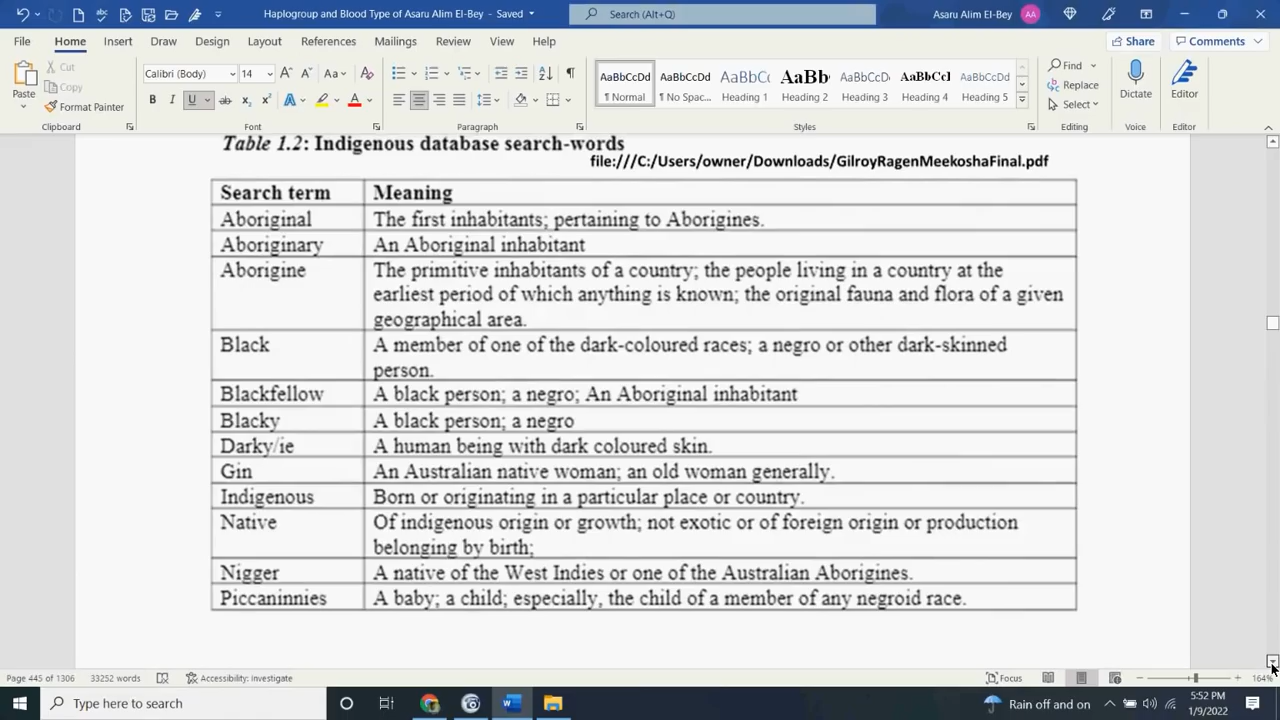 Haplogroup and Blood Type of Asaru Alim El-Bey - Saved
Search (Alt+Q)
Asaru Alim El-Bey AA
File Home Insert Draw Design Layout References Mailings Review View Help
Share Comments
Paste
Cut
Copy
Format Painter
Clipboard
Calibri (Body) 14
Font
Paragraph
AaBbCcDd AaBbCcDd AaBbCc AaBb AaBbCcD AaBbCcI AaBbCcDd
¶ Normal ¶ No Spac... Heading 1 Heading 2 Heading 3 Heading 4 Heading 5
Styles
Find
Replace
Select
Editing
Dictate
Voice
Editor
Editor
Table 1.2: Indigenous database search-words
file:///C:/Users/owner/Downloads/GilroyRagenMeekoshaFinal.pdf
Search term Meaning
Aboriginal The first inhabitants; pertaining to Aborigines.
Aboriginary An Aboriginal inhabitant
Aborigine The primitive inhabitants of a country; the people living in a country at the
earliest period of which anything is known; the original fauna and flora of a given
geographical area.
Black A member of one of the dark-coloured races; a negro or other dark-skinned
person.
Blackfellow A black person; a negro; An Aboriginal inhabitant
Blacky A black person; a negro
Darky/ie A human being with dark coloured skin.
Gin An Australian native woman; an old woman generally.
Indigenous Born or originating in a particular place or country.
Native Of indigenous origin or growth; not exotic or of foreign origin or production
belonging by birth;
Nigger A native of the West Indies or one of the Australian Aborigines.
Piccaninnies A baby; a child; especially, the child of a member of any negroid race.
Page 445 of 1306 33252 words Accessibility: investigate
Focus
164%
Type here to search
Rain off and on
5:52 PM
1/9/2022